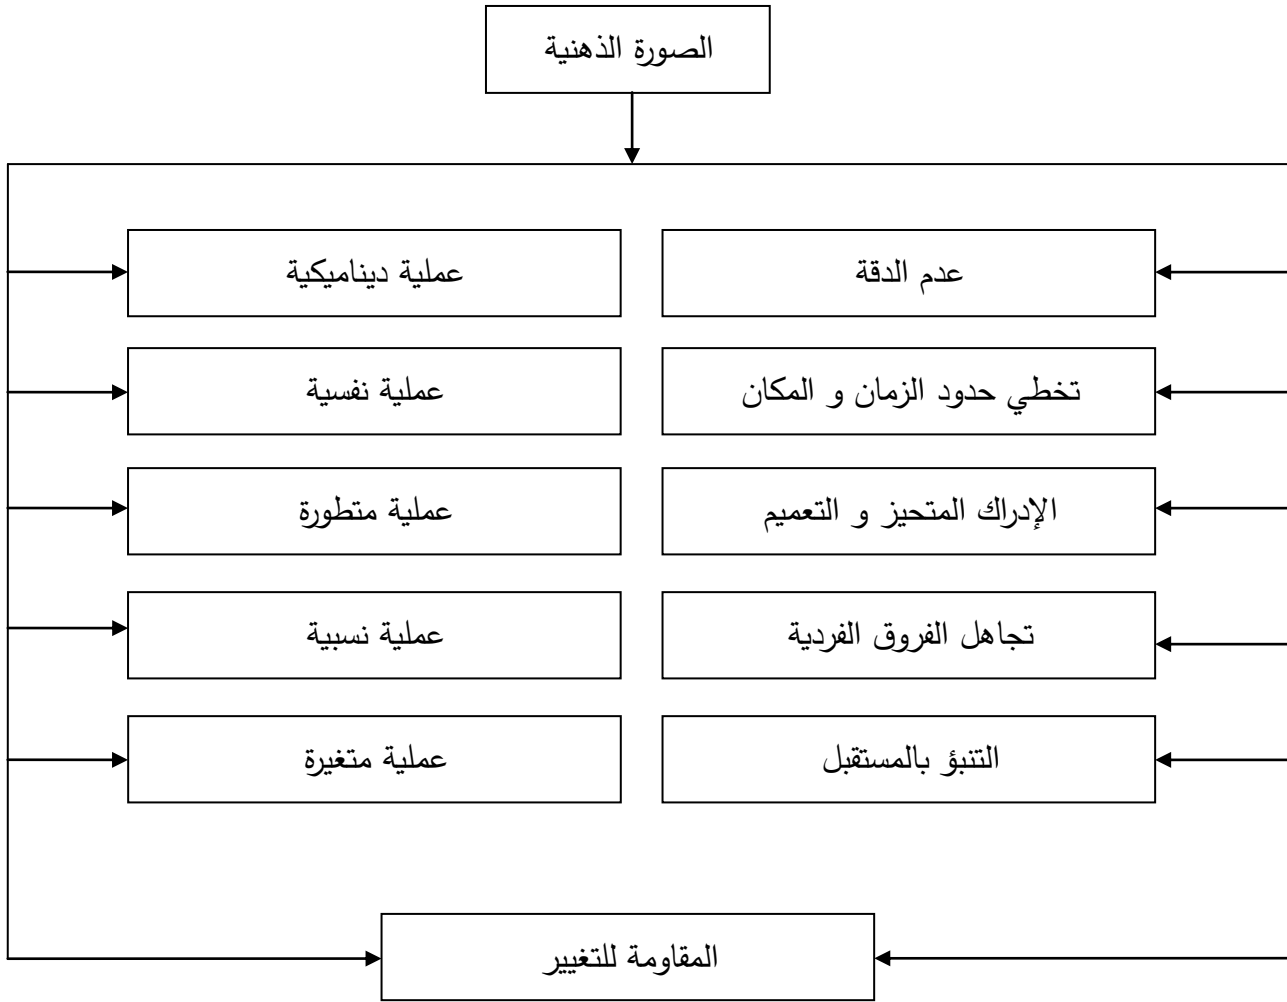 الصورة الذهنية
عدم الدقة
عملية ديناميكية
تخطي حدود الزمان و المكان
عملية نفسية
الإدراك المتحيز و التعميم
عملية متطورة
تجاهل الفروق الفردية
عملية نسبية
التنبؤ بالمستقبل
عملية متغيرة
المقاومة للتغيير